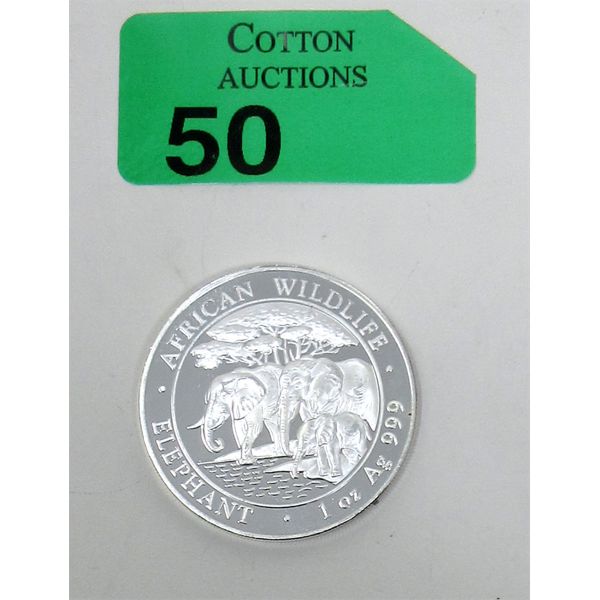 COTTON
AUCTIONS
50
AFRICAN WILDLIFE
ELEPHANT · 1 oz Ag 999